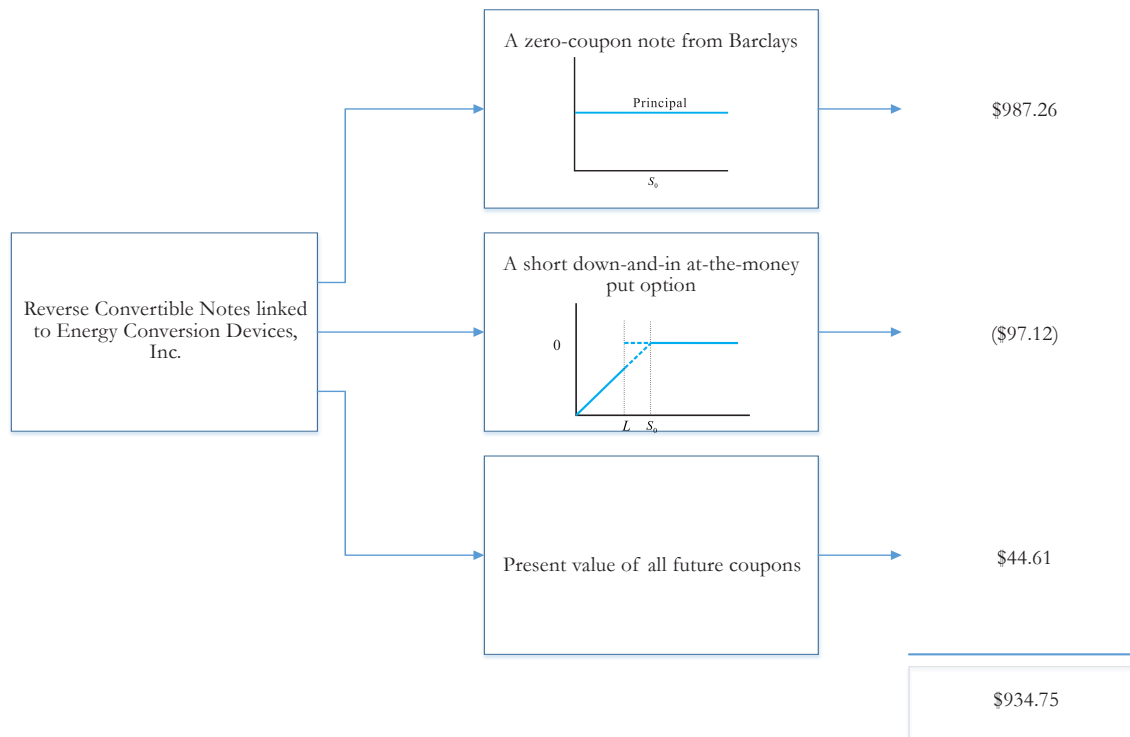 A zero-coupon note from Barclays
Principal
S₀
$987.26
Reverse Convertible Notes linked
to Energy Conversion Devices,
Inc.
A short down-and-in at-the-money
put option
0
L S₀
($97.12)
Present value of all future coupons
$44.61
$934.75